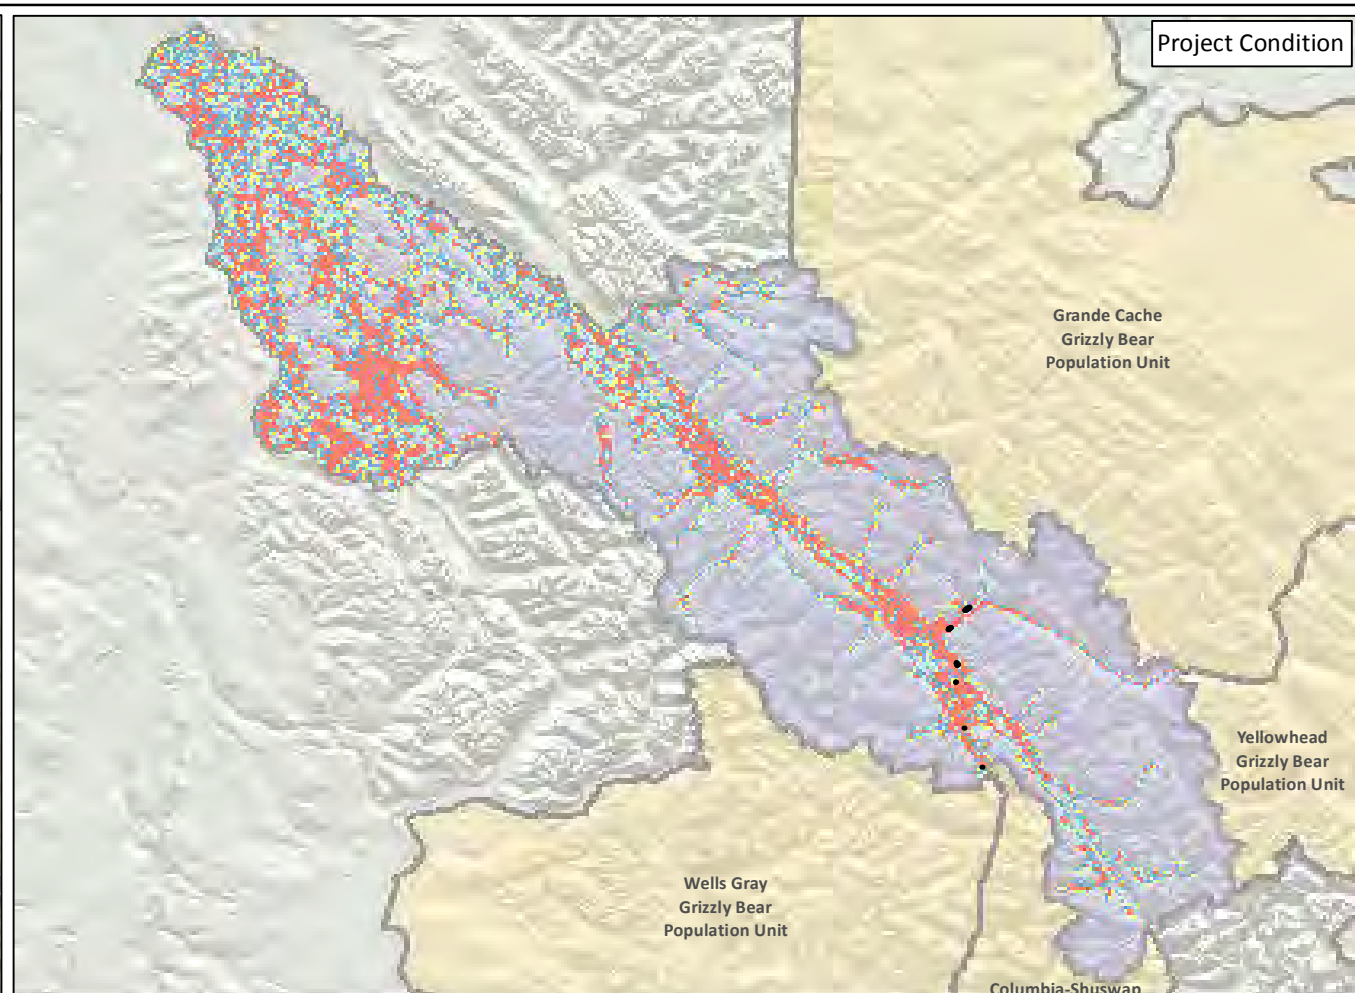 Project Condition
Grande Cache
Grizzly Bear
Population Unit
Yellowhead
Grizzly Bear
Population Unit
Wells Gray
Grizzly Bear
Population Unit
Columbia-Shuswap